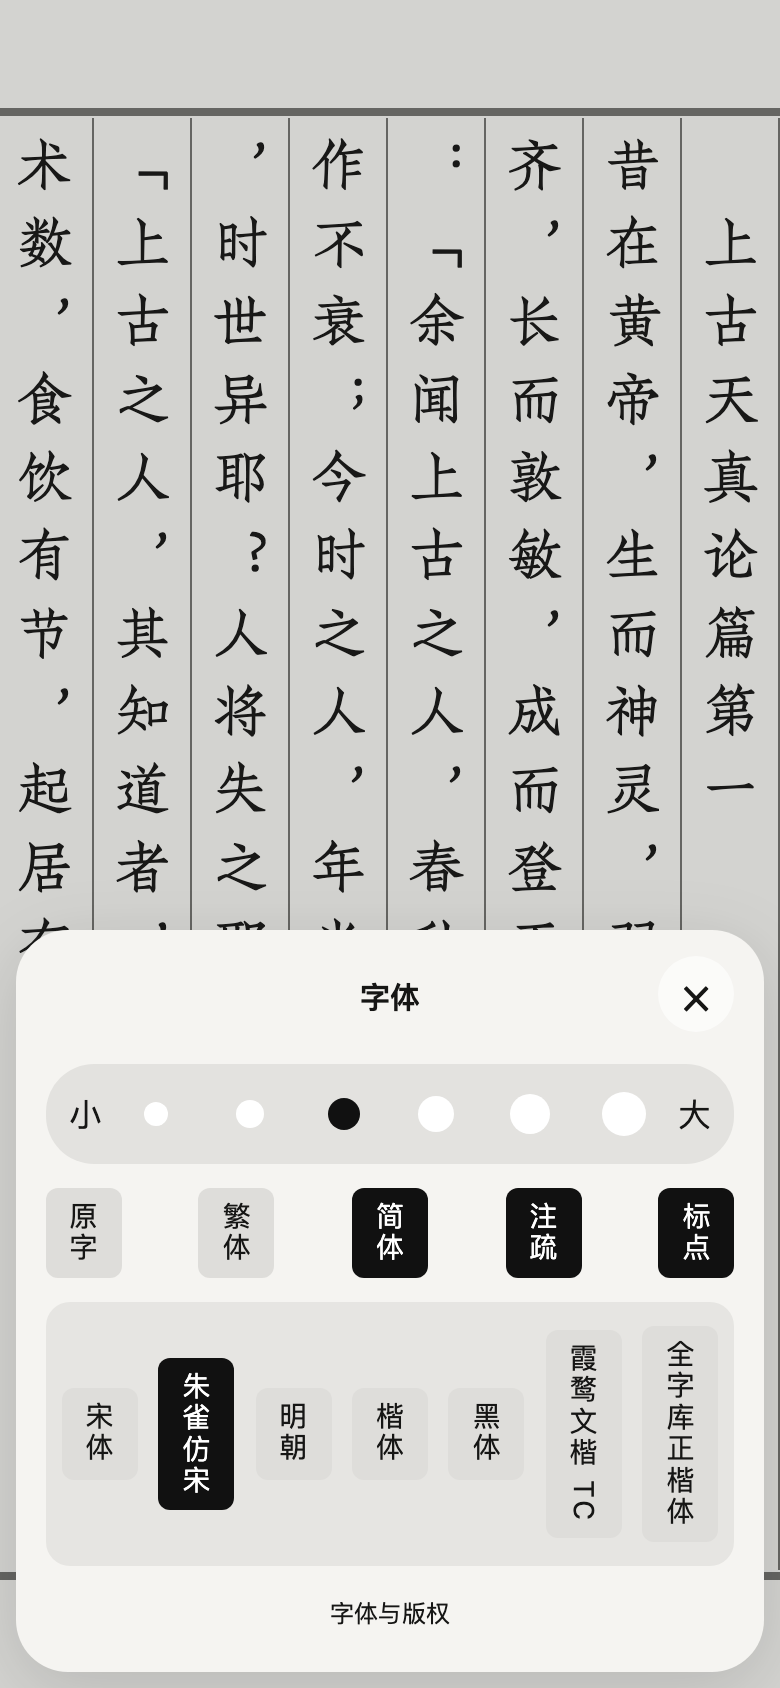 上古天真论篇第一
昔在黄帝，生而神灵，
齐，长而敦敏，成而登
：「余闻上古之人，春
作不衰；今时之人，年
，时世异耶？人将失之
「上古之人，其知道者，
术数，食饮有节，起居
字体
小 大
原字 繁体 简体 注疏 标点
宋体 朱雀仿宋 明朝 楷体 黑体 霞鹜文楷 TC 全字库正楷体
字体与版权